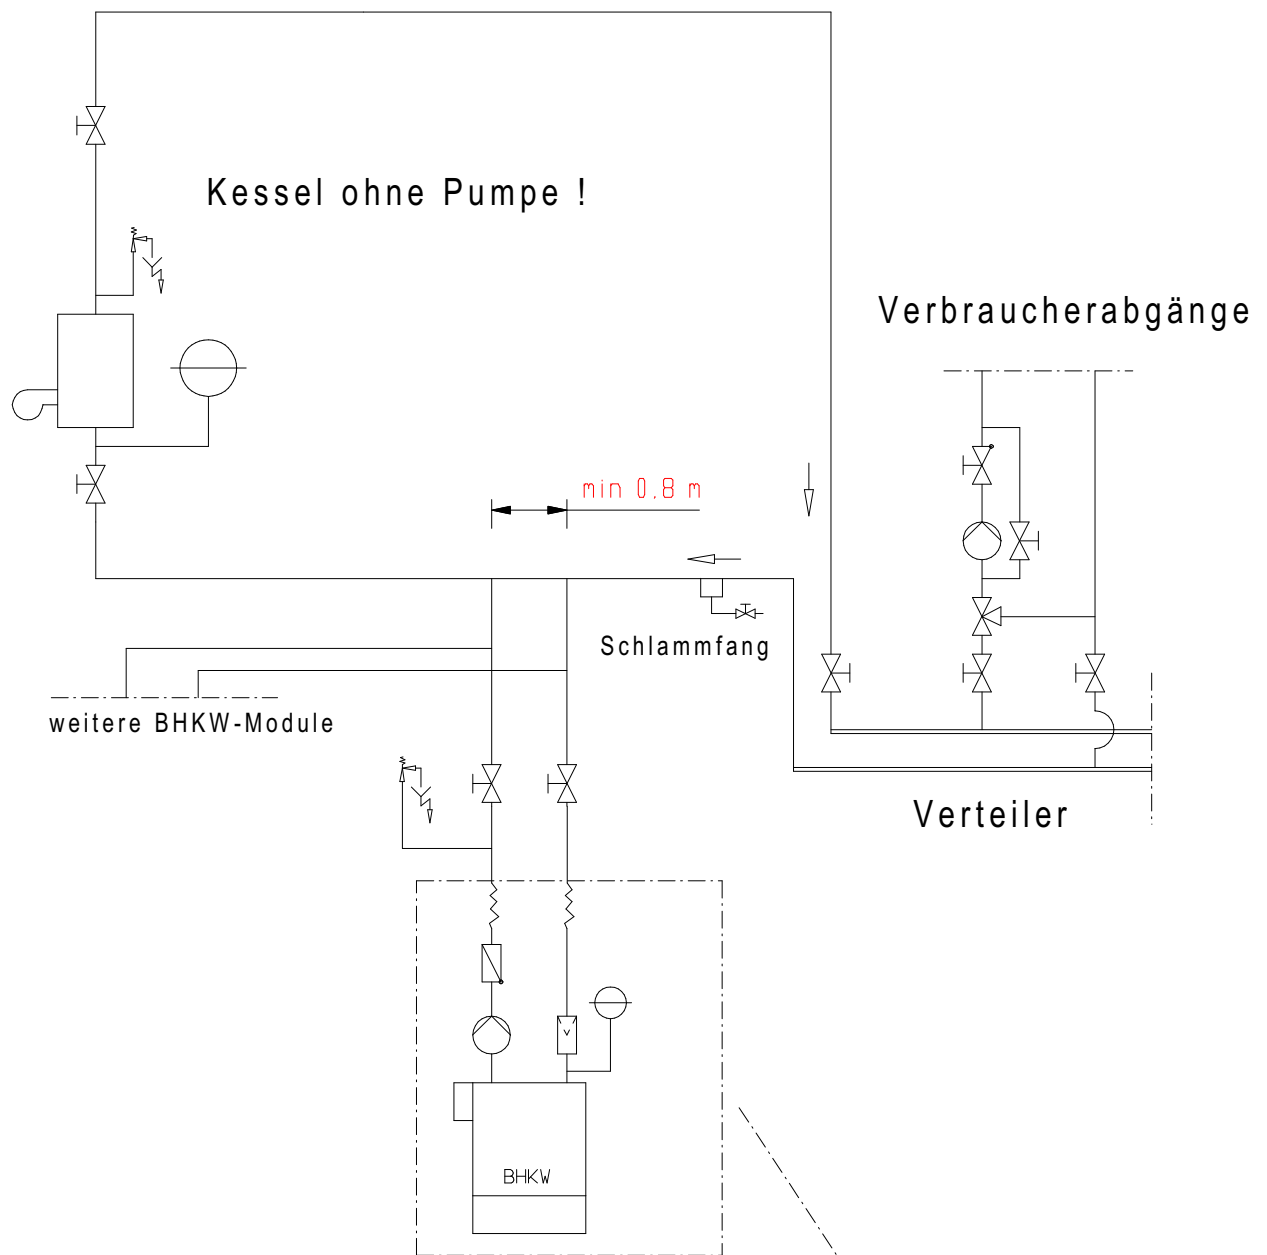 Kessel ohne Pumpe !
Verbraucherabgänge
min 0,8 m
Schlammfang
weitere BHKW-Module
Verteiler
BHKW